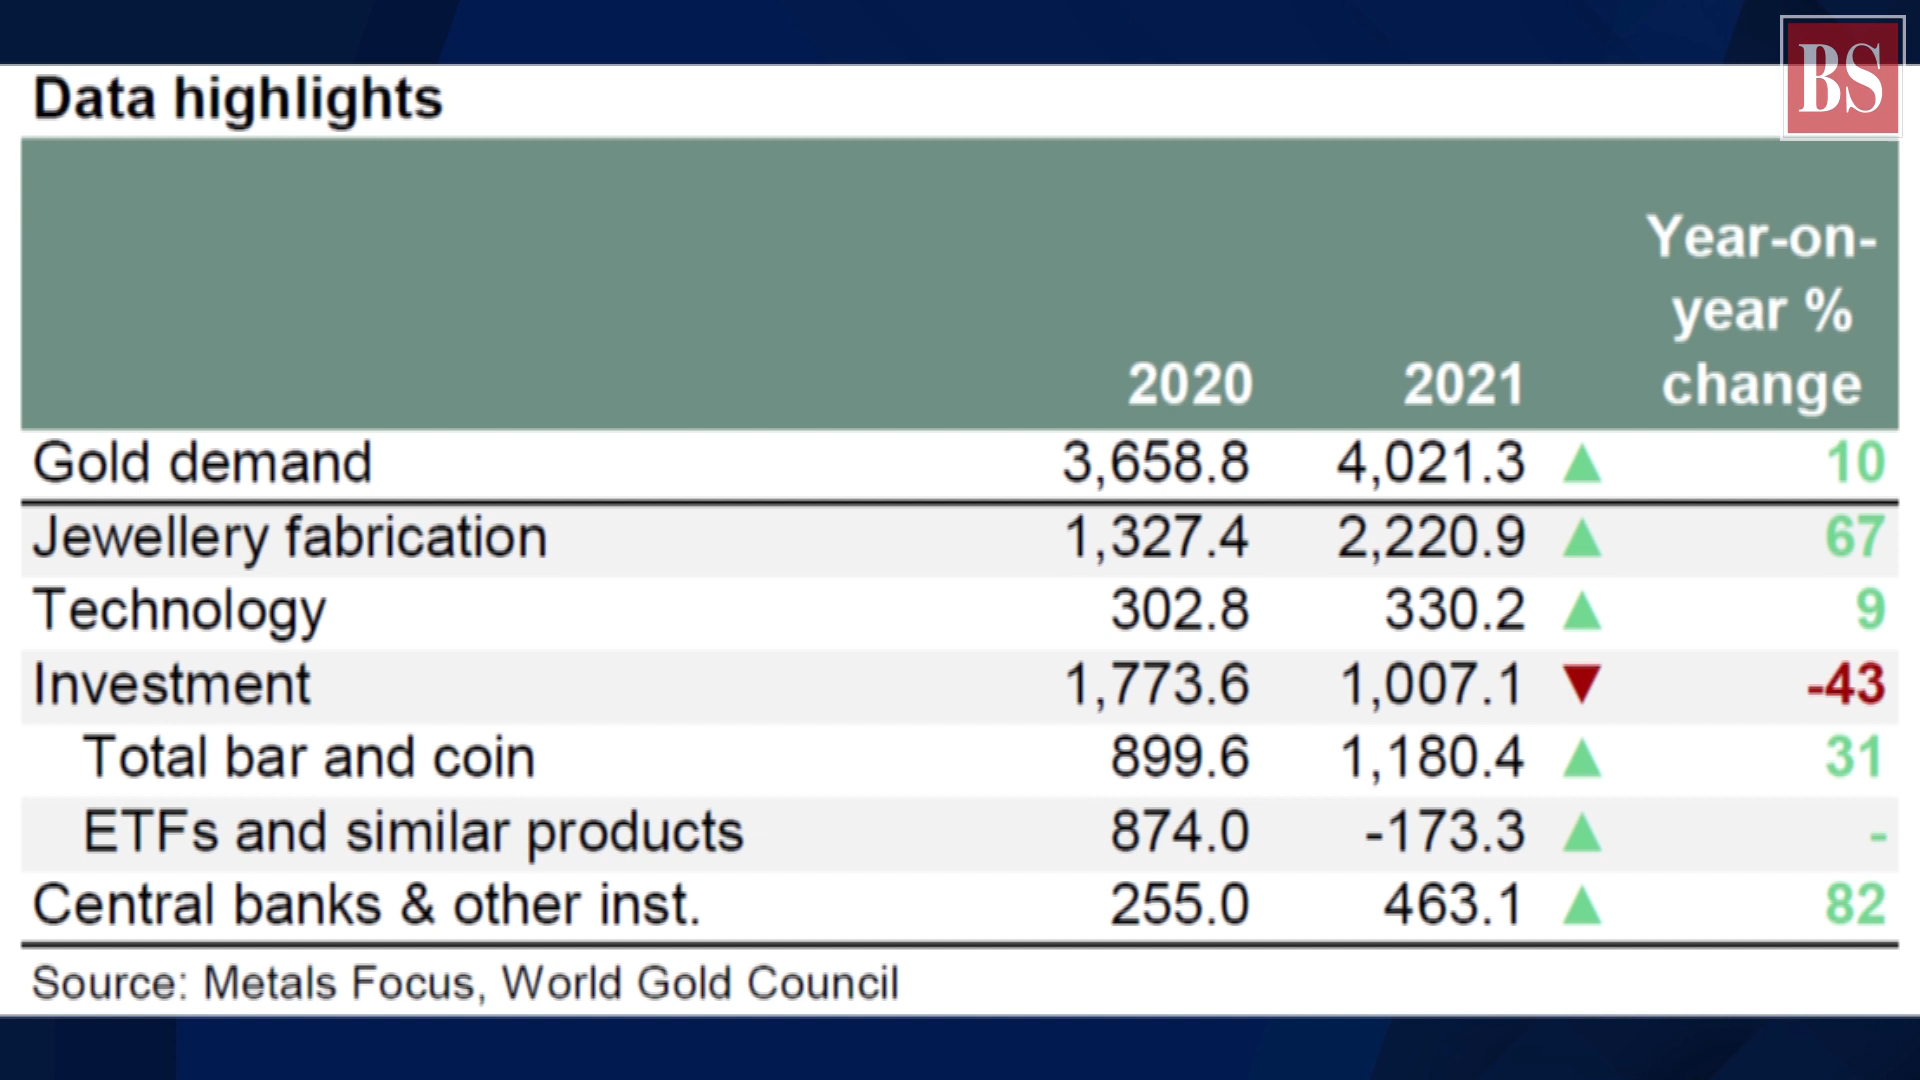 BS
Data highlights
Year-on-
year %
2020 2021 change
Gold demand 3,658.8 4,021.3 ▲ 10
Jewellery fabrication 1,327.4 2,220.9 ▲ 67
Technology 302.8 330.2 ▲ 9
Investment 1,773.6 1,007.1 ▼ -43
Total bar and coin 899.6 1,180.4 ▲ 31
ETFs and similar products 874.0 -173.3 ▲ -
Central banks & other inst. 255.0 463.1 ▲ 82
Source: Metals Focus, World Gold Council